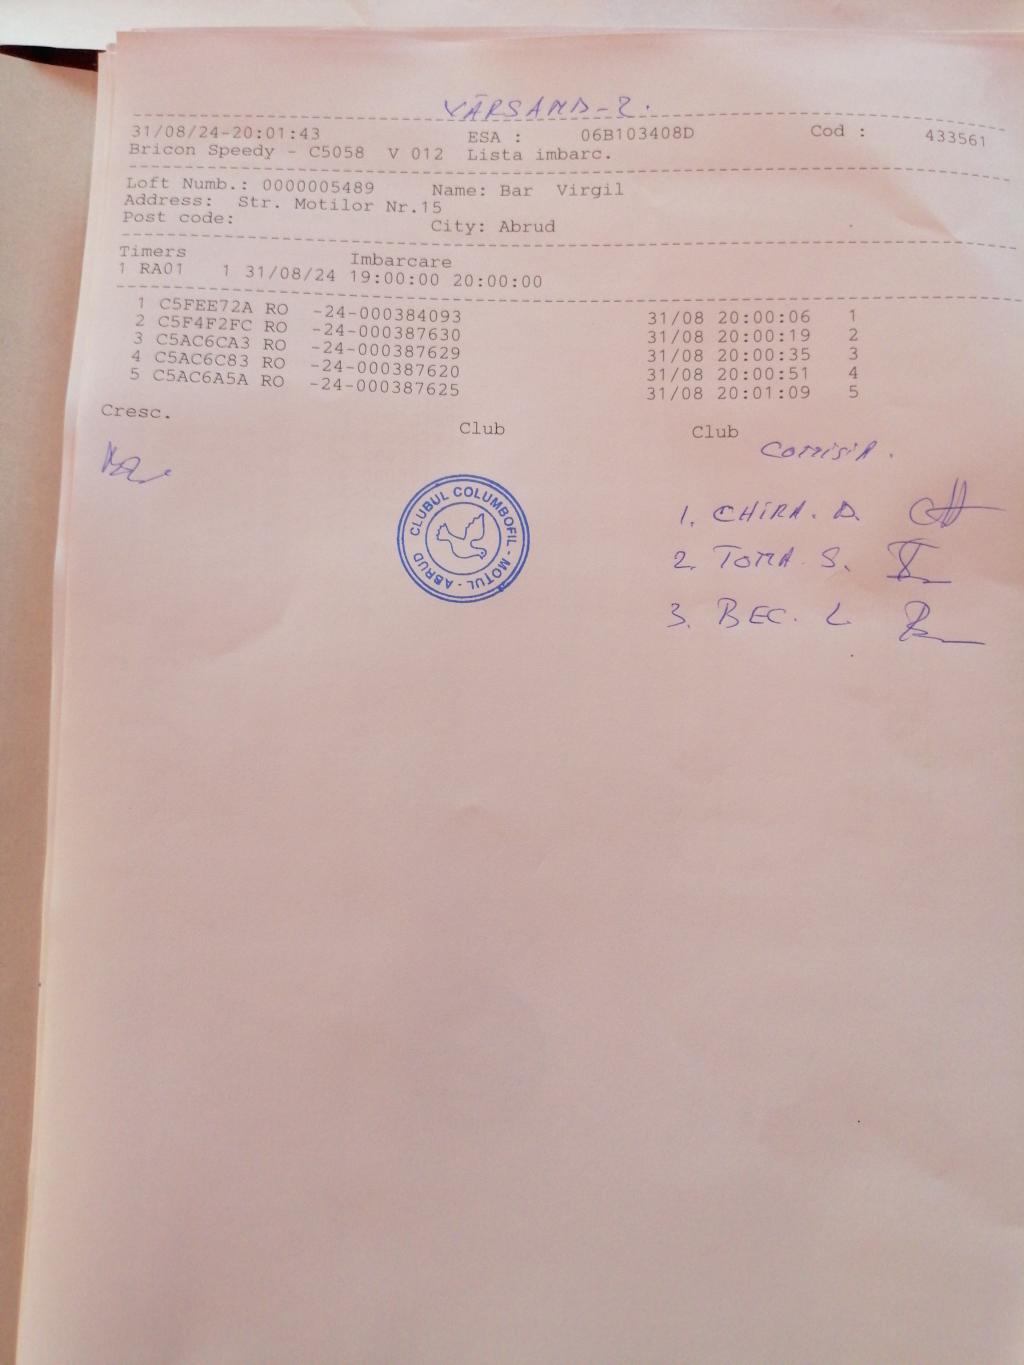 VĂRSAND-2.
31/08/24-20:01:43 ESA : 06B103408D Cod : 433561
Bricon Speedy - C5058 V 012 Lista imbarc.
Loft Numb.: 0000005489 Name: Bar Virgil
Address: Str. Motilor Nr.15
Post code: City: Abrud
Timers Imbarcare
1 RA01 1 31/08/24 19:00:00 20:00:00
1 C5FEE72A RO -24-000384093 31/08 20:00:06 1
2 C5F4F2FC RO -24-000387630 31/08 20:00:19 2
3 C5AC6CA3 RO -24-000387629 31/08 20:00:35 3
4 C5AC6C83 RO -24-000387620 31/08 20:00:51 4
5 C5AC6A5A RO -24-000387625 31/08 20:01:09 5
Cresc. Club Club
COMISIA.
CLUBUL COLUMBOFIL - MOTUL - ABRUD
1. CHIRA. D.
2. TOMA S.
3. BEC. L